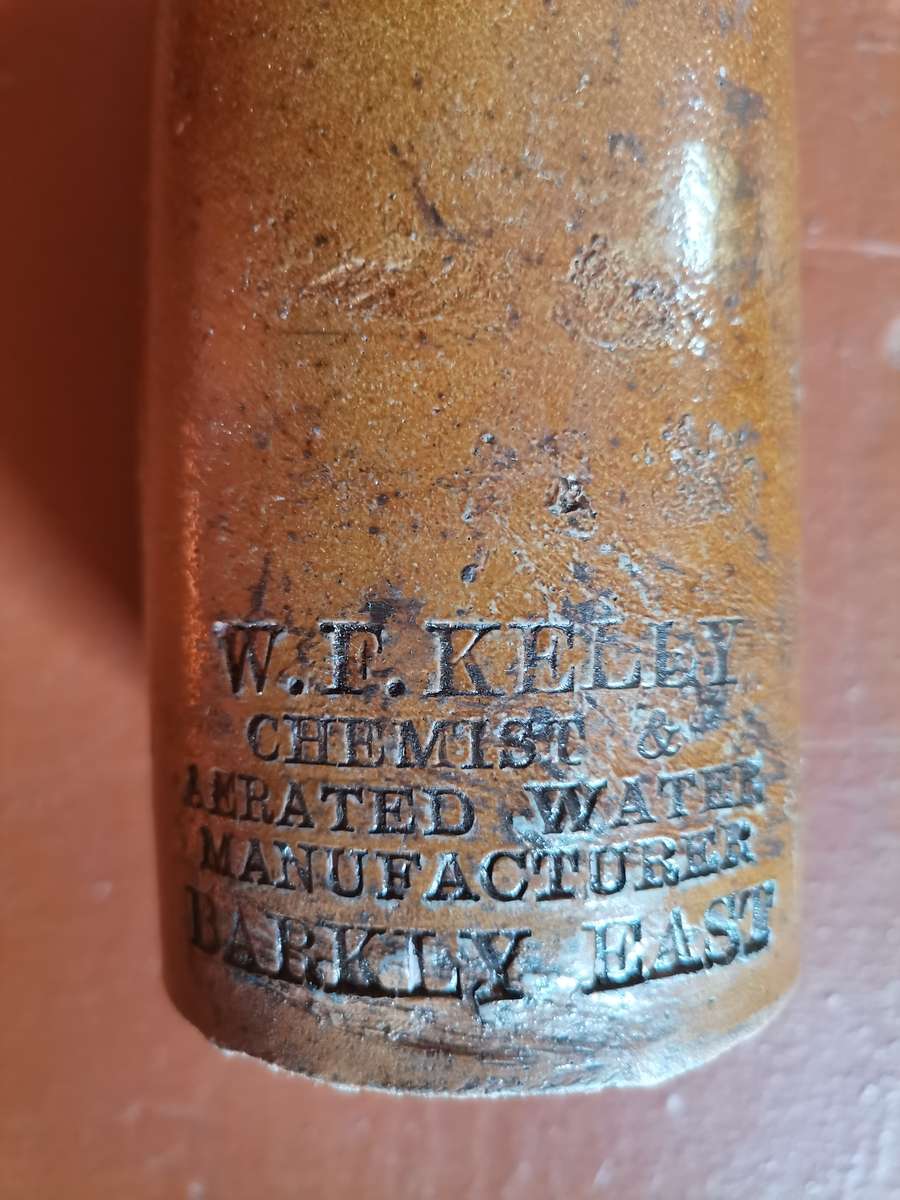 W. F. KELLY
CHEMIST &
AERATED WATER
MANUFACTURER
BARKLY EAST